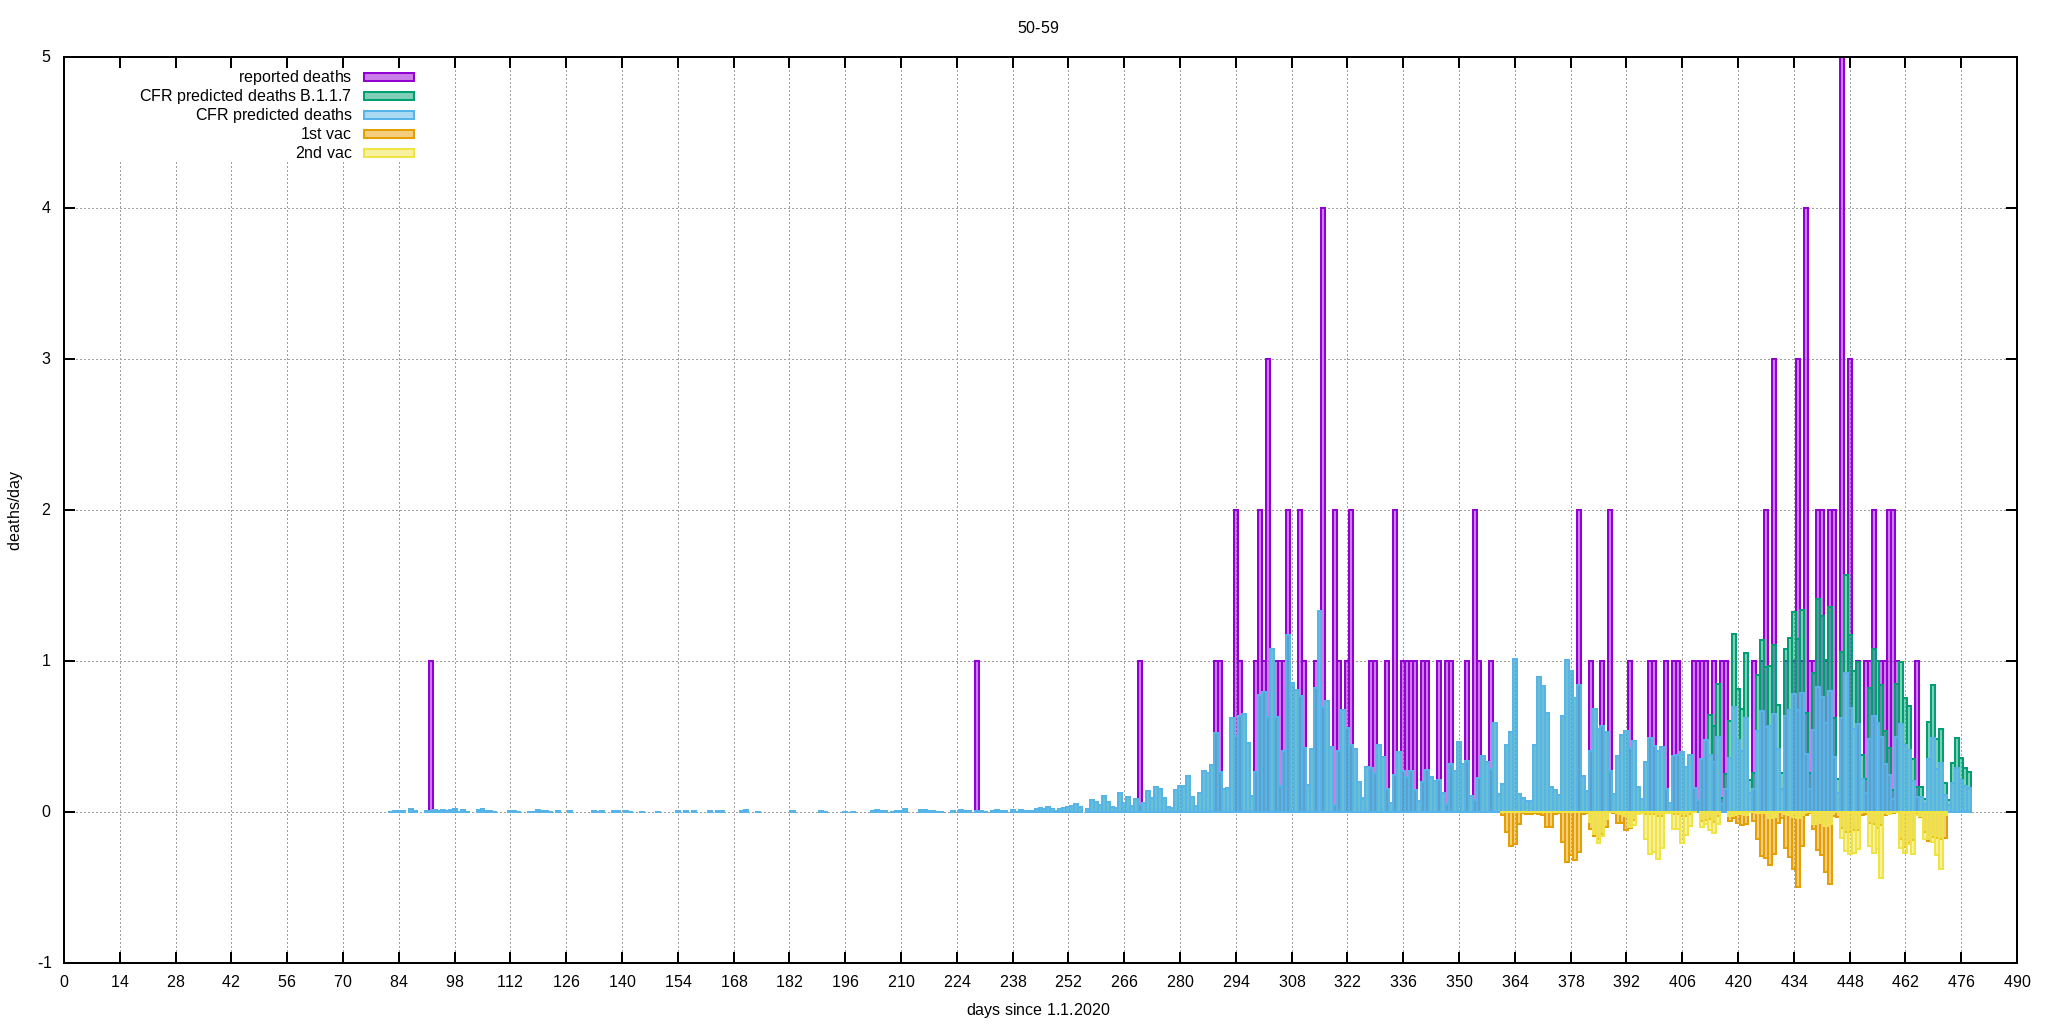 50-59
reported deaths
CFR predicted deaths B.1.1.7
CFR predicted deaths
1st vac
2nd vac
5
4
3
2
1
0
-1
deaths/day
0 14 28 42 56 70 84 98 112 126 140 154 168 182 196 210 224 238 252 266 280 294 308 322 336 350 364 378 392 406 420 434 448 462 476 490
days since 1.1.2020